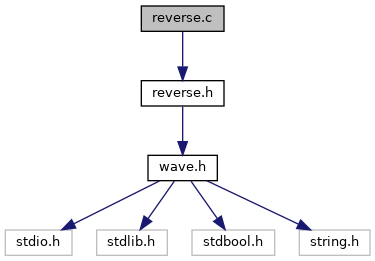 reverse.c
reverse.h
wave.h
stdio.h
stdlib.h
stdbool.h
string.h